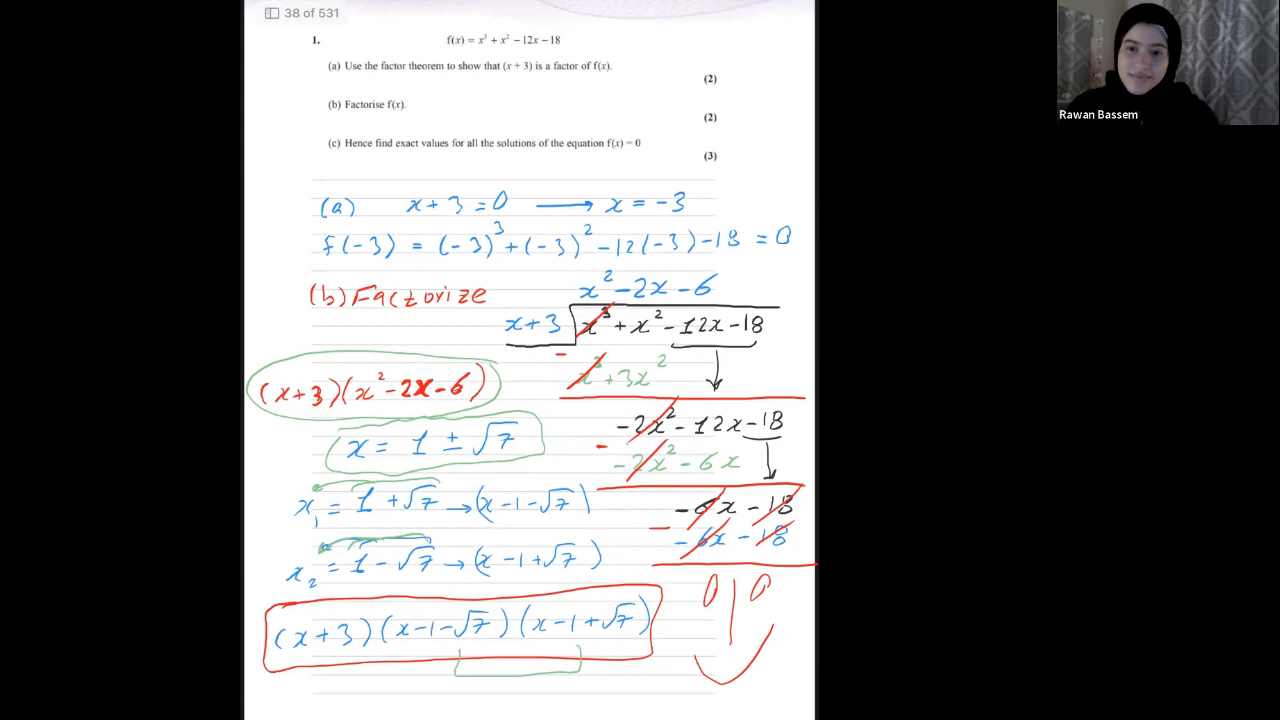 38 of 531
1. f(x) = x³ + x² − 12x − 18
(a) Use the factor theorem to show that (x + 3) is a factor of f(x).
(2)
(b) Factorise f(x).
(2)
(c) Hence find exact values for all the solutions of the equation f(x) = 0
(3)
Rawan Bassem
(a) x + 3 = 0 → x = −3
f(−3) = (−3)³ + (−3)² − 12(−3) − 18 = 0
(b) Factorize
x² − 2x − 6
x + 3 x³ + x² − 12x − 18
− x³ + 3x²
(x + 3)(x² − 2x − 6)
−2x² − 12x − 18
− −2x² − 6x
x = 1 ± √7
−6x − 18
− −6x − 18
x₁ = 1 + √7 → (x − 1 − √7)
x₂ = 1 − √7 → (x − 1 + √7)
0 0
(x + 3)(x − 1 − √7)(x − 1 + √7)